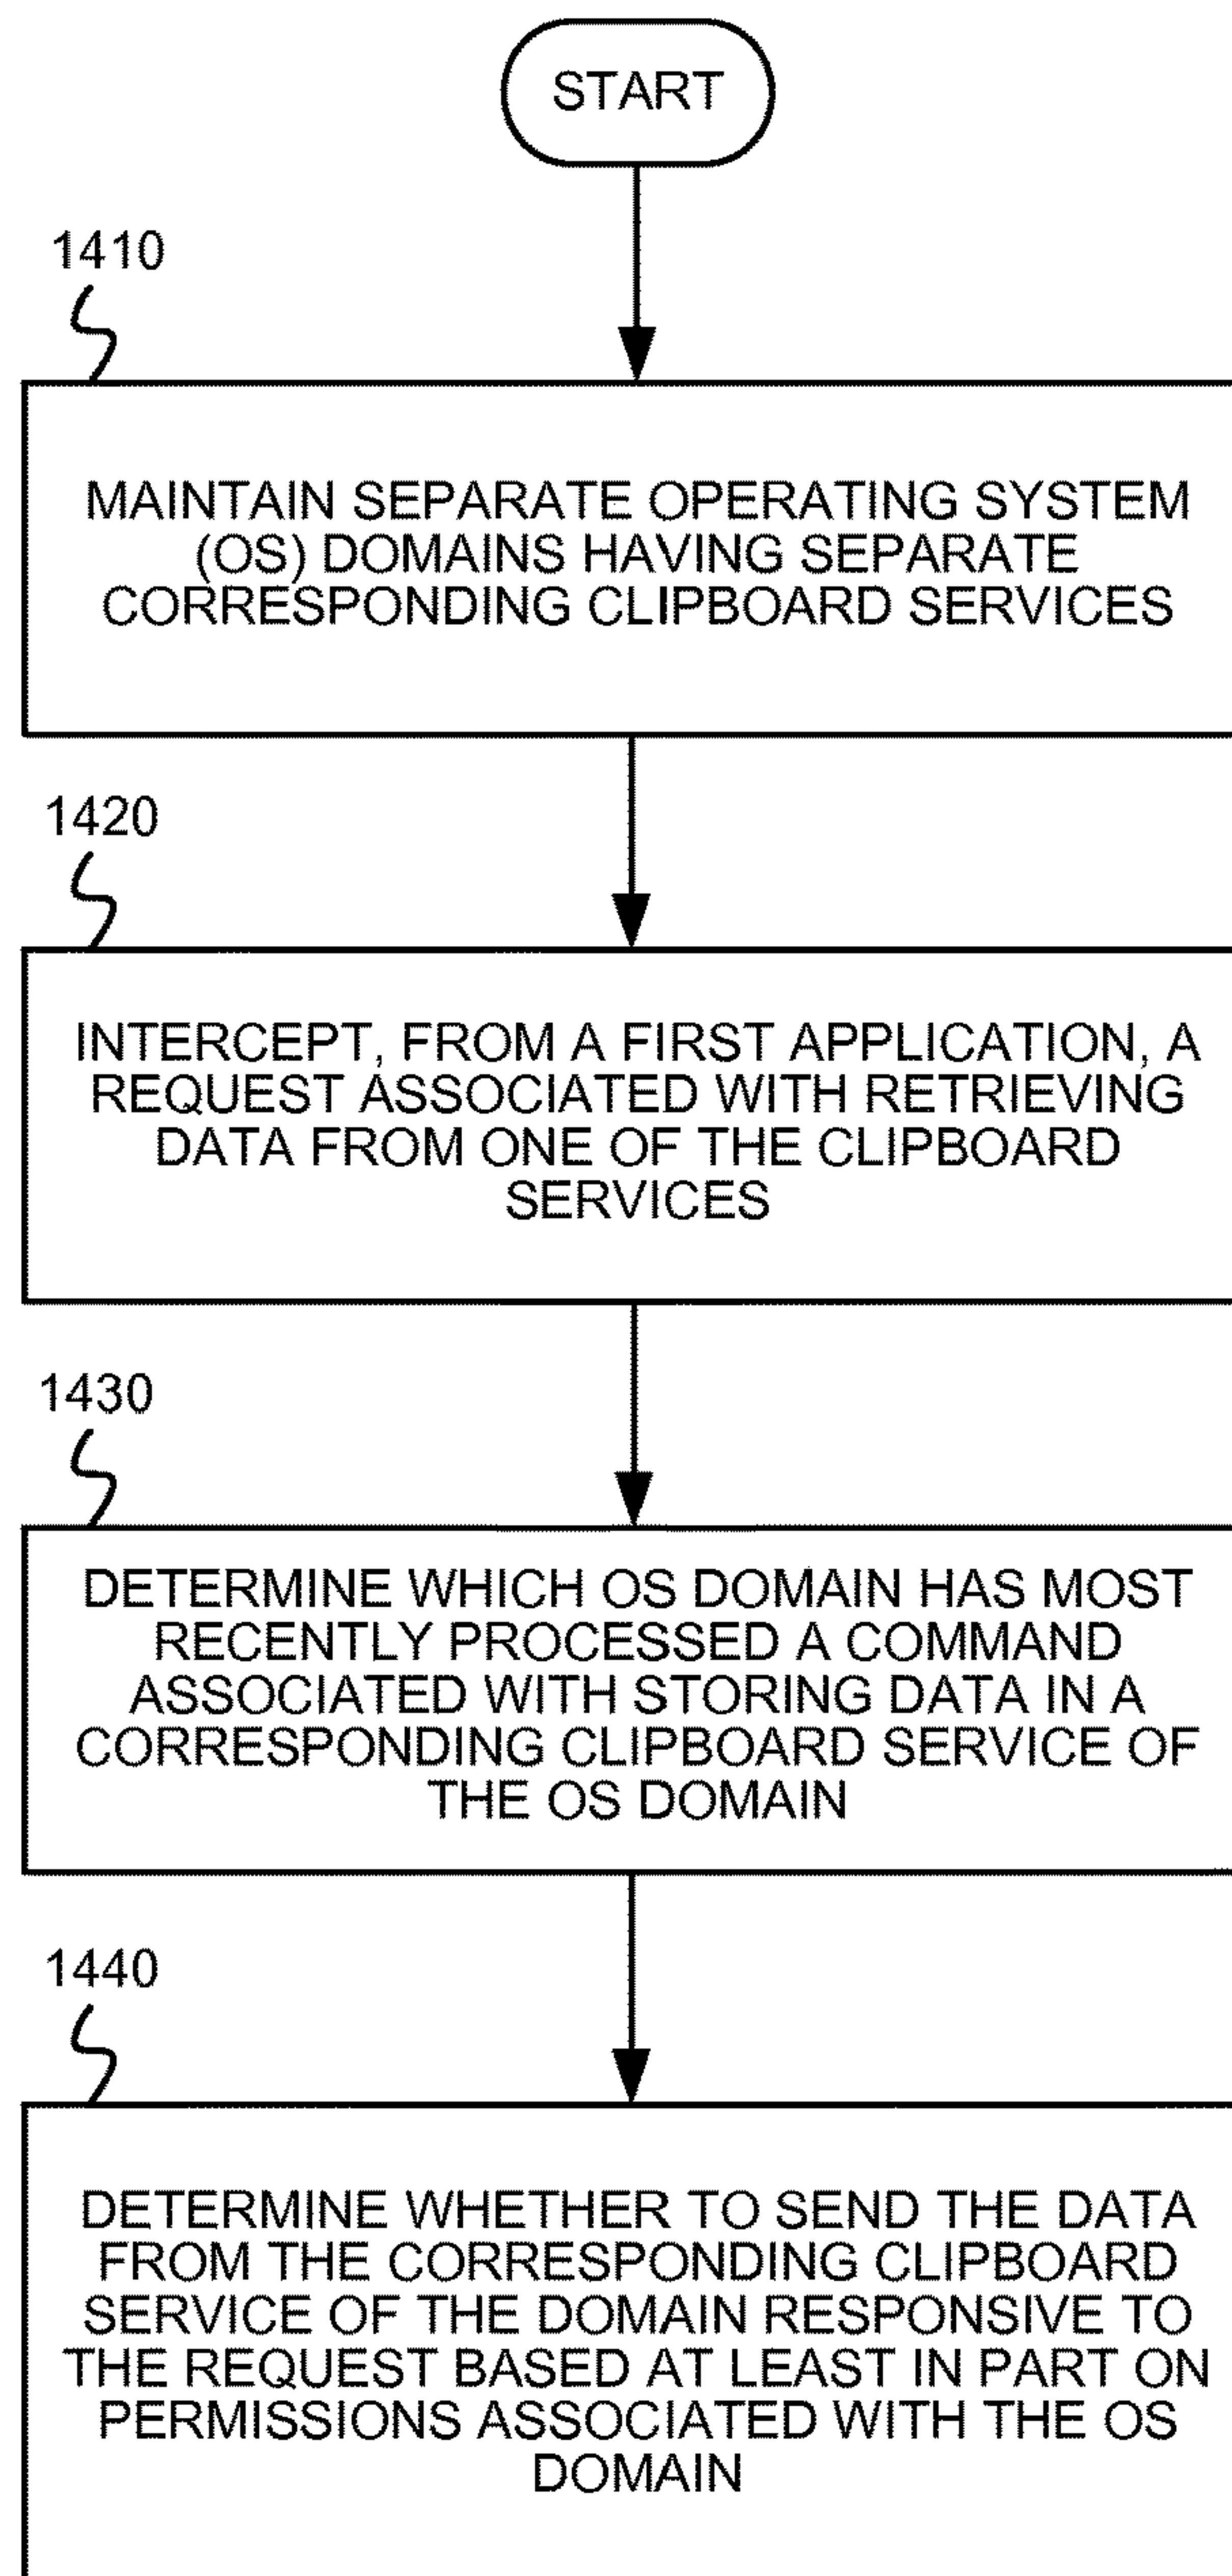 START
1410
MAINTAIN SEPARATE OPERATING SYSTEM
(OS) DOMAINS HAVING SEPARATE
CORRESPONDING CLIPBOARD SERVICES
1420
INTERCEPT, FROM A FIRST APPLICATION, A
REQUEST ASSOCIATED WITH RETRIEVING
DATA FROM ONE OF THE CLIPBOARD
SERVICES
1430
DETERMINE WHICH OS DOMAIN HAS MOST
RECENTLY PROCESSED A COMMAND
ASSOCIATED WITH STORING DATA IN A
CORRESPONDING CLIPBOARD SERVICE OF
THE OS DOMAIN
1440
DETERMINE WHETHER TO SEND THE DATA
FROM THE CORRESPONDING CLIPBOARD
SERVICE OF THE DOMAIN RESPONSIVE TO
THE REQUEST BASED AT LEAST IN PART ON
PERMISSIONS ASSOCIATED WITH THE OS
DOMAIN